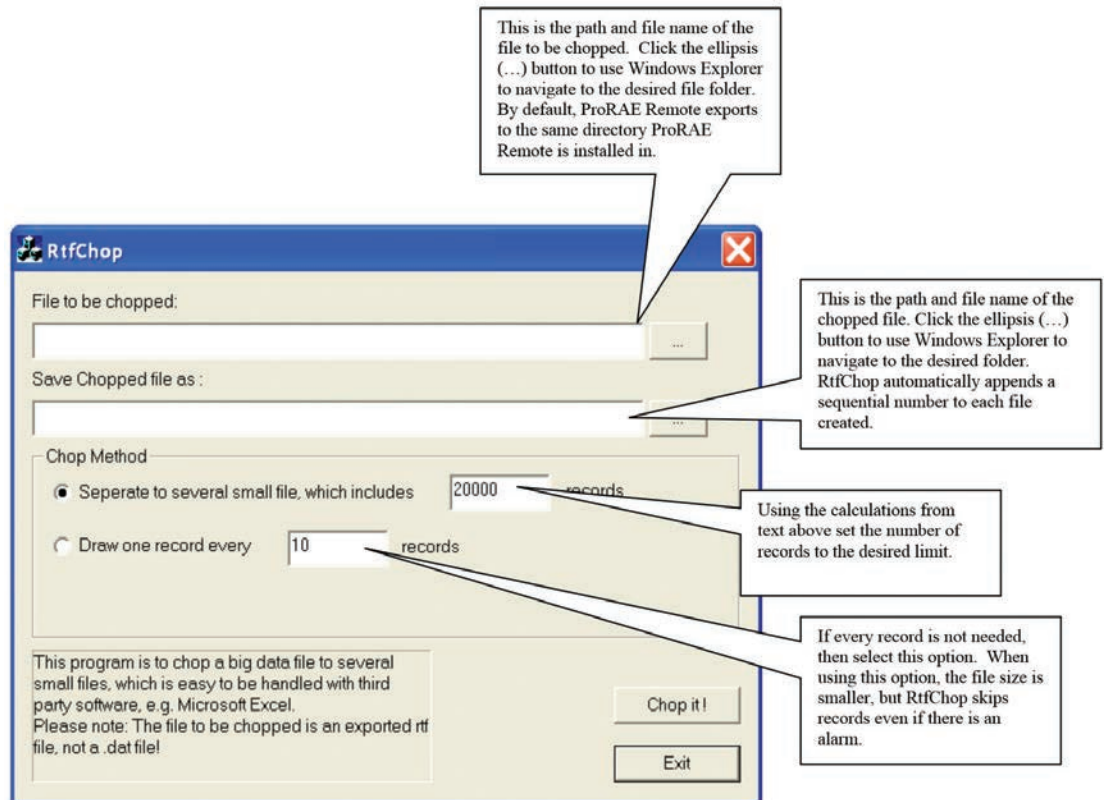 This is the path and file name of the
file to be chopped. Click the ellipsis
(…) button to use Windows Explorer
to navigate to the desired file folder.
By default, ProRAE Remote exports
to the same directory ProRAE
Remote is installed in.
RtfChop
File to be chopped:
...
Save Chopped file as :
...
This is the path and file name of the
chopped file. Click the ellipsis (…)
button to use Windows Explorer to
navigate to the desired folder.
RtfChop automatically appends a
sequential number to each file
created.
Chop Method
Seperate to several small file, which includes 20000 records
Draw one record every 10 records
Using the calculations from
text above set the number of
records to the desired limit.
If every record is not needed,
then select this option. When
using this option, the file size is
smaller, but RtfChop skips
records even if there is an
alarm.
This program is to chop a big data file to several
small files, which is easy to be handled with third
party software, e.g. Microsoft Excel.
Please note: The file to be chopped is an exported rtf
file, not a .dat file!
Chop it !
Exit